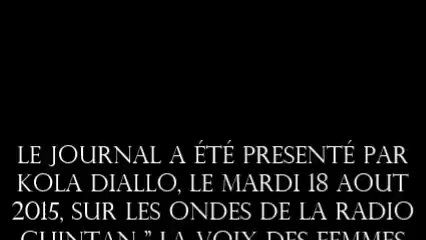 LE JOURNAL A ÉTÉ PRESENTÉ PAR
KOLA DIALLO, LE MARDI 18 AOUT
2015, SUR LES ONDES DE LA RADIO
GUINTAN " LA VOIX DES FEMMES